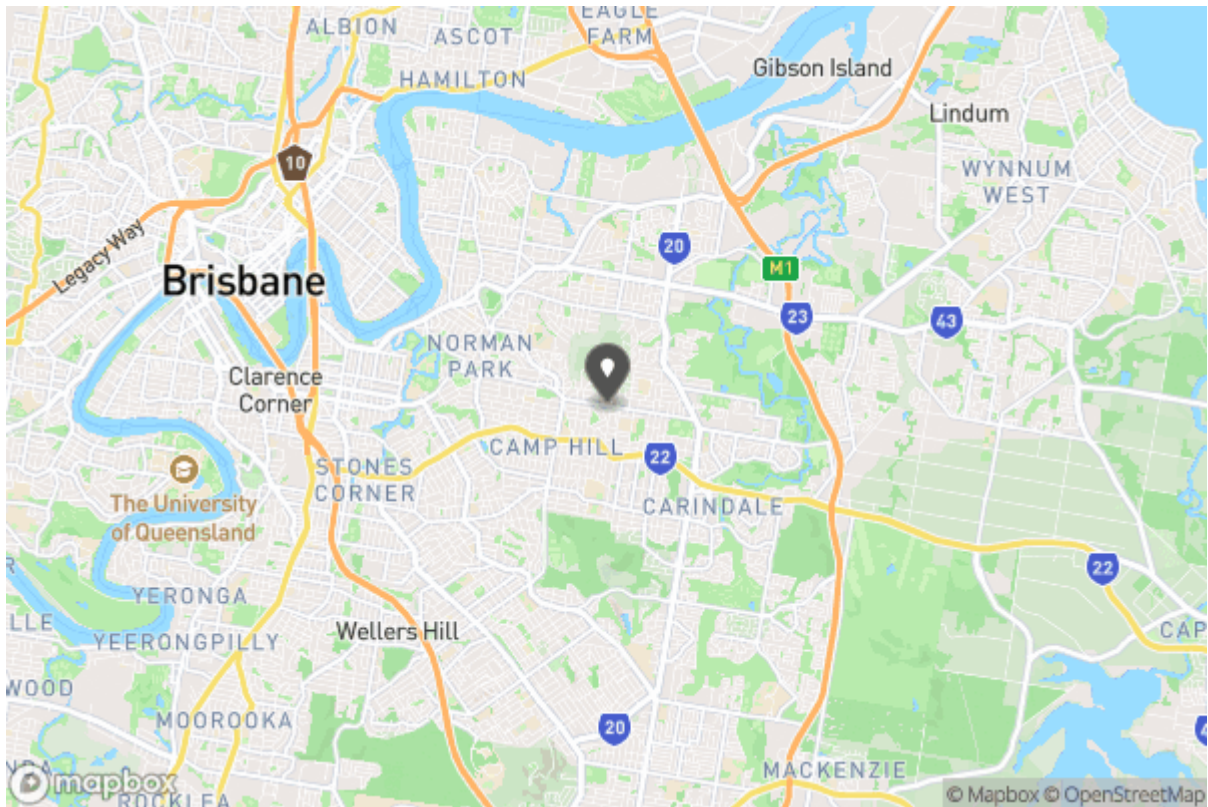 ALBION
ASCOT
EAGLE
FARM
HAMILTON
Gibson Island
Lindum
WYNNUM
WEST
10
Legacy Way
Brisbane
20
M1
23
43
NORMAN
PARK
Clarence
Corner
CAMP HILL
22
STONES
CORNER
CARINDALE
The University
of Queensland
22
YERONGA
Wellers Hill
YEERONGPILLY
CAP
WOOD
MOOROOKA
20
MACKENZIE
mapbox
ROCKLEA
© Mapbox © OpenStreetMap